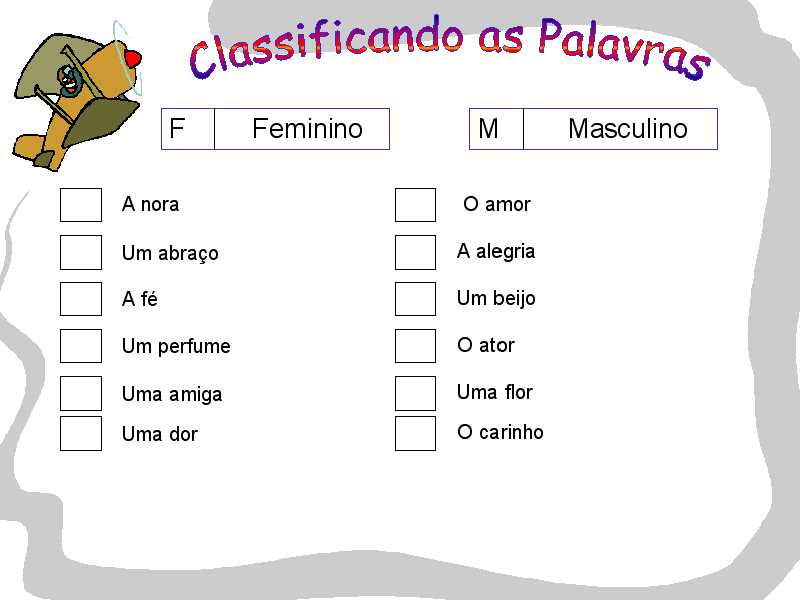 Classificando as Palavras
F Feminino
M Masculino
A nora
Um abraço
A fé
Um perfume
Uma amiga
Uma dor
O amor
A alegria
Um beijo
O ator
Uma flor
O carinho